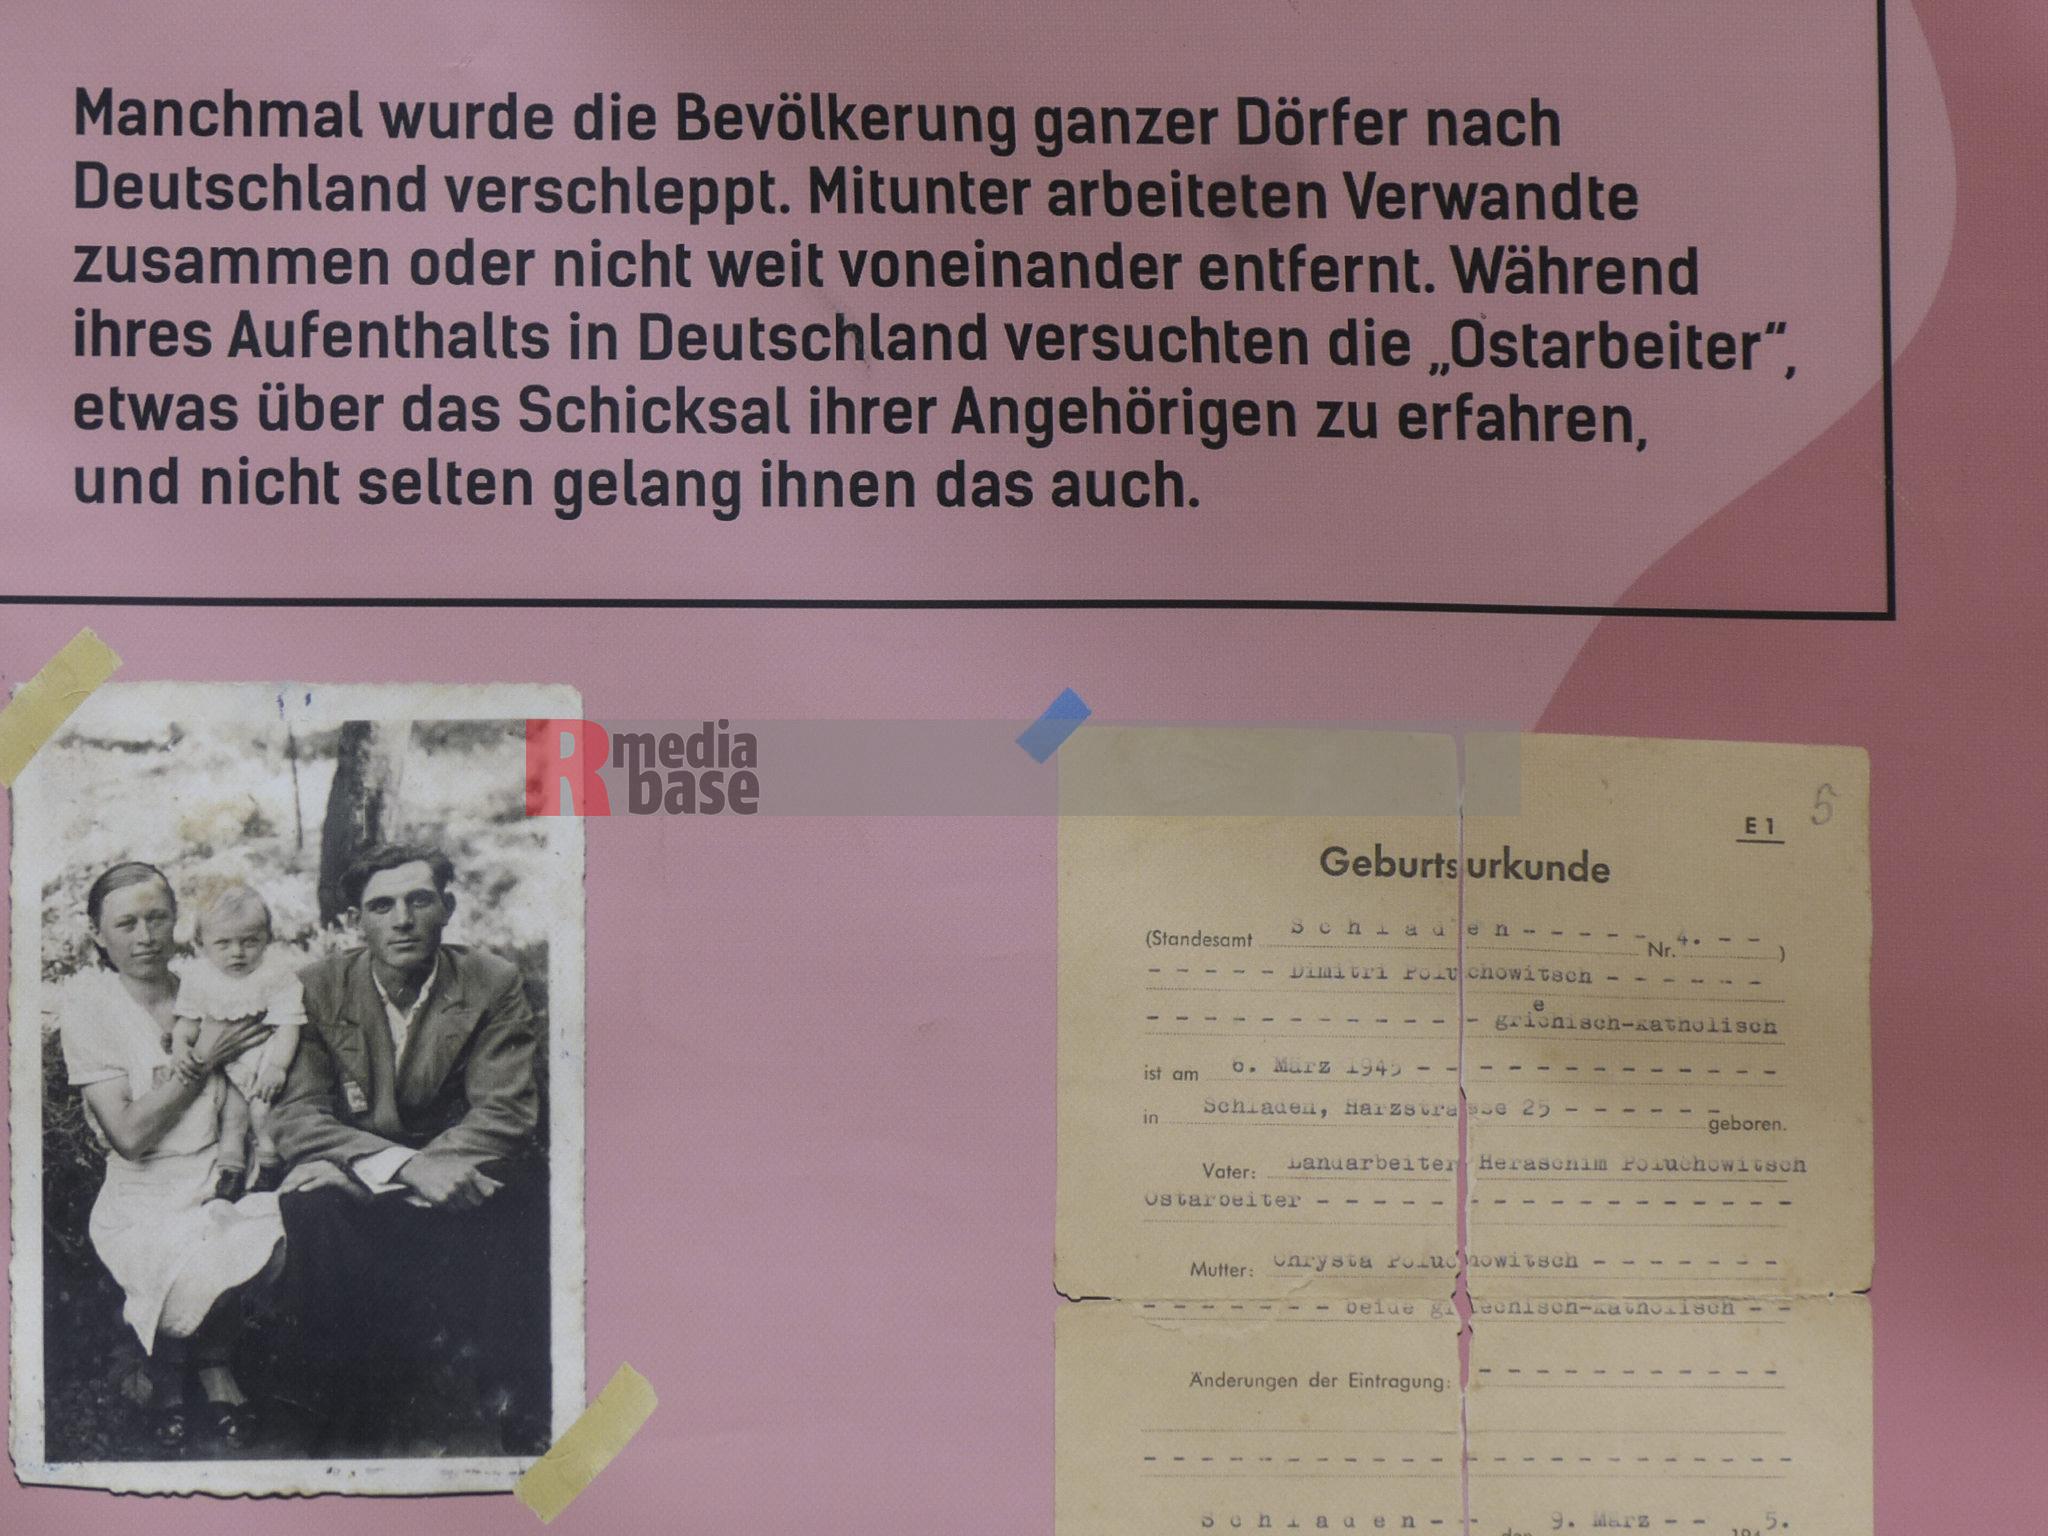 Manchmal wurde die Bevölkerung ganzer Dörfer nach
Deutschland verschleppt. Mitunter arbeiteten Verwandte
zusammen oder nicht weit voneinander entfernt. Während
ihres Aufenthalts in Deutschland versuchten die „Ostarbeiter“,
etwas über das Schicksal ihrer Angehörigen zu erfahren,
und nicht selten gelang ihnen das auch.
R media
base
5
E 1
Geburtsurkunde
(Standesamt Schladen - - - - - Nr. 4. - - )
- - - - - Dimitri Poluchowitsch - - - - - -
- - - - - - - - - - - - griechisch-katholisch
ist am 6. März 1945 - - - - - - - - - - - -
in Schladen, Harzstrasse 25 - - - - - - geboren.
Vater: Landarbeiter Heraschim Poluchowitsch
Ostarbeiter - - - - - - - - - - - - - - - -
Mutter: Chrysta Poluchowitsch - - - - - - -
- - - - - - - beide griechisch-katholisch - -
Änderungen der Eintragung: - - - - - - - - - - -
- - - - - - - - - - - - - - - - - - - - - -
Schladen - - den 9. März - - 1945.